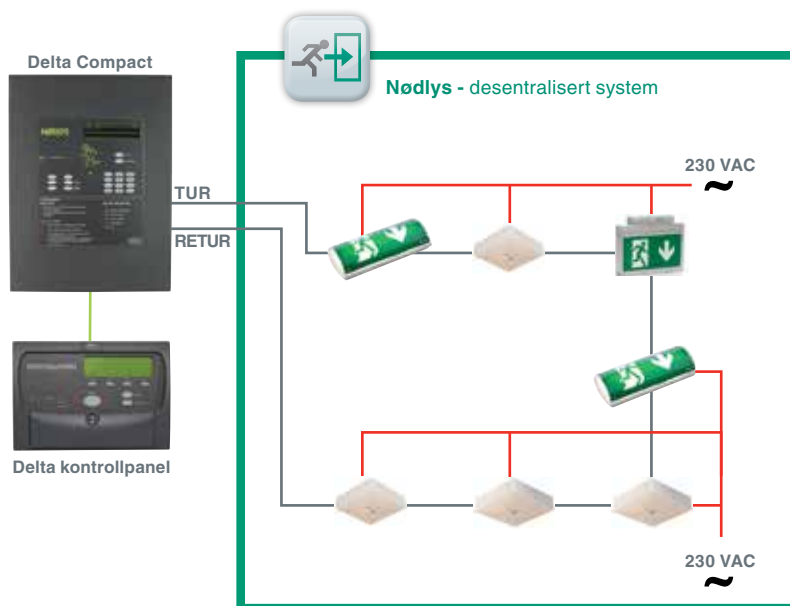 Delta Compact
Nødlys - desentralisert system
230 VAC
~
TUR
RETUR
Delta kontrollpanel
230 VAC
~